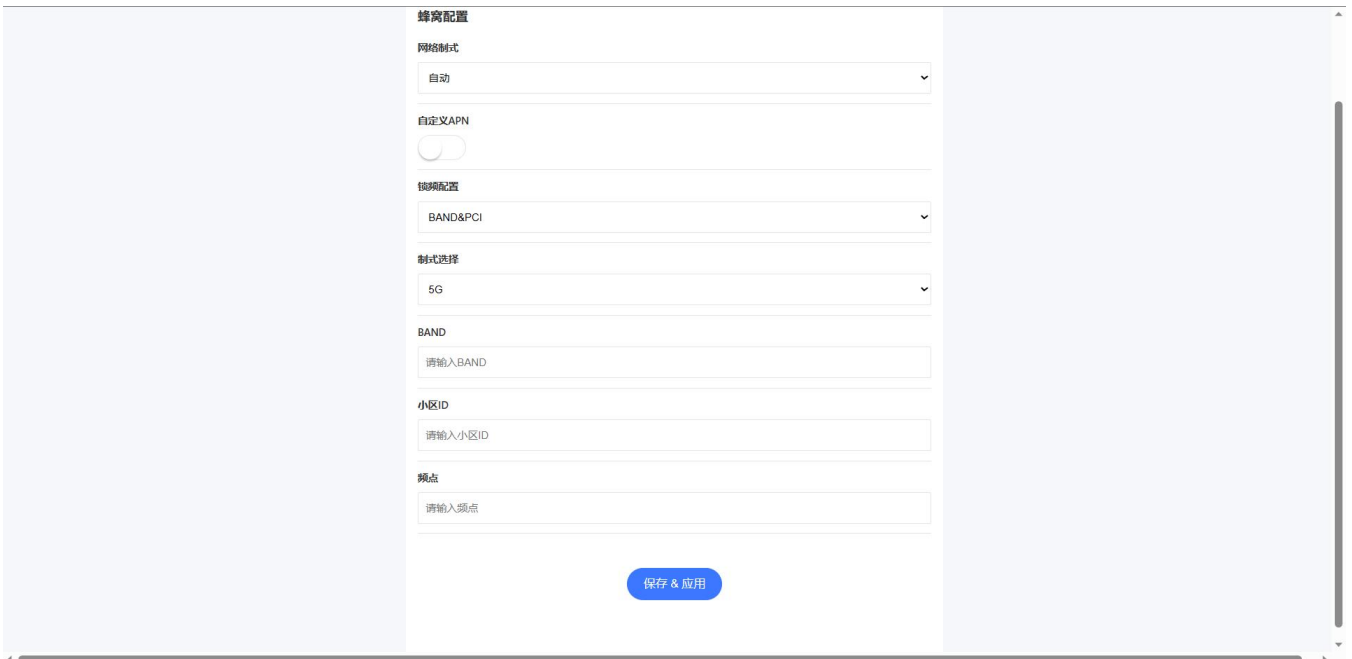 蜂窝配置
网络制式
自动
自定义APN
锁频配置
BAND&PCI
制式选择
5G
BAND
请输入BAND
小区ID
请输入小区ID
频点
请输入频点
保存 & 应用